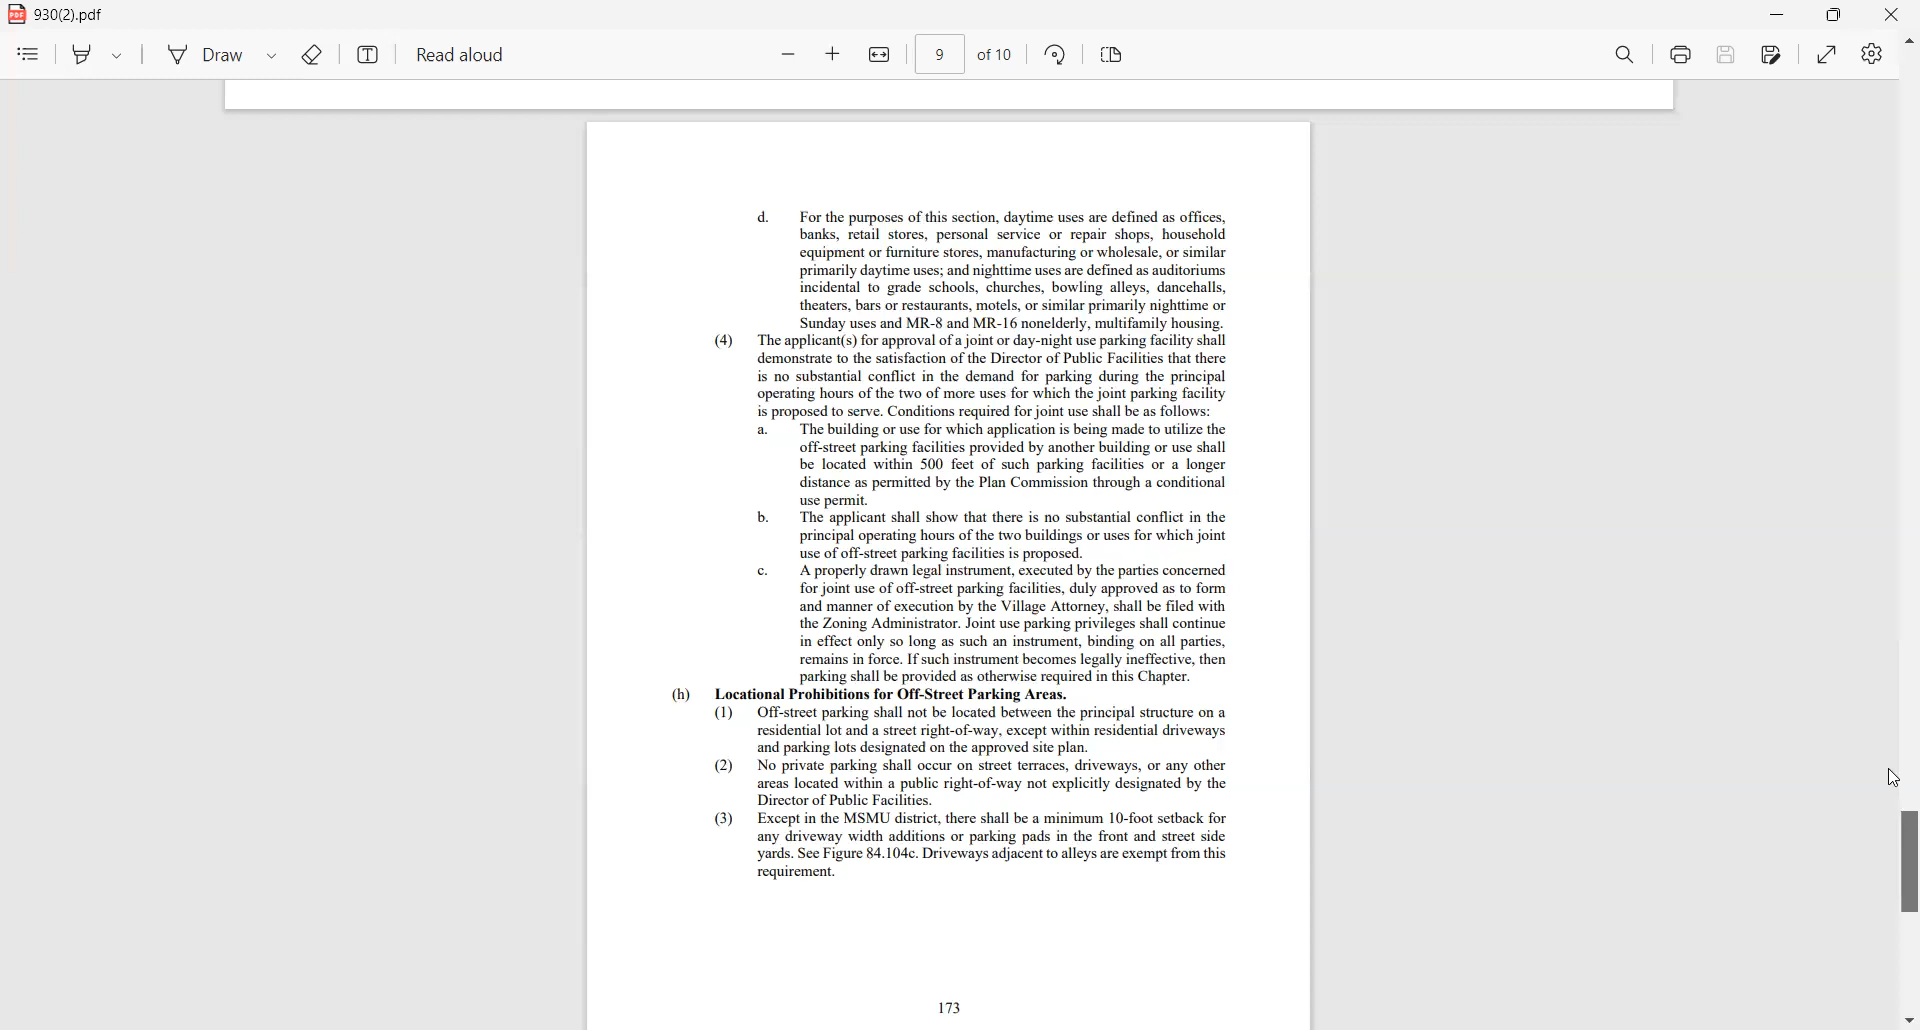 930(2).pdf
Draw
Read aloud
9 of 10
d. For the purposes of this section, daytime uses are defined as offices,
banks, retail stores, personal service or repair shops, household
equipment or furniture stores, manufacturing or wholesale, or similar
primarily daytime uses; and nighttime uses are defined as auditoriums
incidental to grade schools, churches, bowling alleys, dancehalls,
theaters, bars or restaurants, motels, or similar primarily nighttime or
Sunday uses and MR-8 and MR-16 nonelderly, multifamily housing.
(4) The applicant(s) for approval of a joint or day-night use parking facility shall
demonstrate to the satisfaction of the Director of Public Facilities that there
is no substantial conflict in the demand for parking during the principal
operating hours of the two of more uses for which the joint parking facility
is proposed to serve. Conditions required for joint use shall be as follows:
a. The building or use for which application is being made to utilize the
off-street parking facilities provided by another building or use shall
be located within 500 feet of such parking facilities or a longer
distance as permitted by the Plan Commission through a conditional
use permit.
b. The applicant shall show that there is no substantial conflict in the
principal operating hours of the two buildings or uses for which joint
use of off-street parking facilities is proposed.
c. A properly drawn legal instrument, executed by the parties concerned
for joint use of off-street parking facilities, duly approved as to form
and manner of execution by the Village Attorney, shall be filed with
the Zoning Administrator. Joint use parking privileges shall continue
in effect only so long as such an instrument, binding on all parties,
remains in force. If such instrument becomes legally ineffective, then
parking shall be provided as otherwise required in this Chapter.
(h) Locational Prohibitions for Off-Street Parking Areas.
(1) Off-street parking shall not be located between the principal structure on a
residential lot and a street right-of-way, except within residential driveways
and parking lots designated on the approved site plan.
(2) No private parking shall occur on street terraces, driveways, or any other
areas located within a public right-of-way not explicitly designated by the
Director of Public Facilities.
(3) Except in the MSMU district, there shall be a minimum 10-foot setback for
any driveway width additions or parking pads in the front and street side
yards. See Figure 84.104c. Driveways adjacent to alleys are exempt from this
requirement.
173